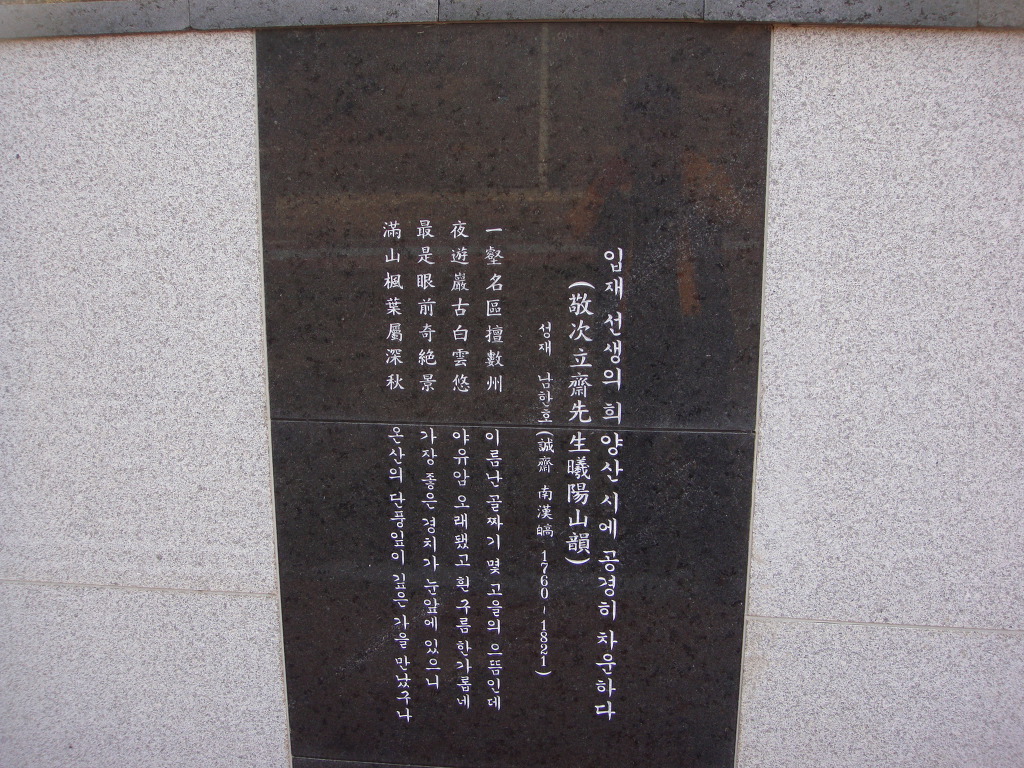 입재 선생의 희양산 시에 공경히 차운하다
(敬次立齋先生曦陽山韻)
성재 남한호(誠齋 南漢皜 1760-1821)
一壑名區擅數州 이름난 골짜기 몇 고을의 으뜸인데
夜遊巖古白雲悠 야유암 오래됐고 흰구름 한가롭네
最是眼前奇絶景 가장 좋은 경치가 눈앞에 있으니
滿山楓葉屬深秋 온산의 단풍잎이 깊은 가을 만났구나